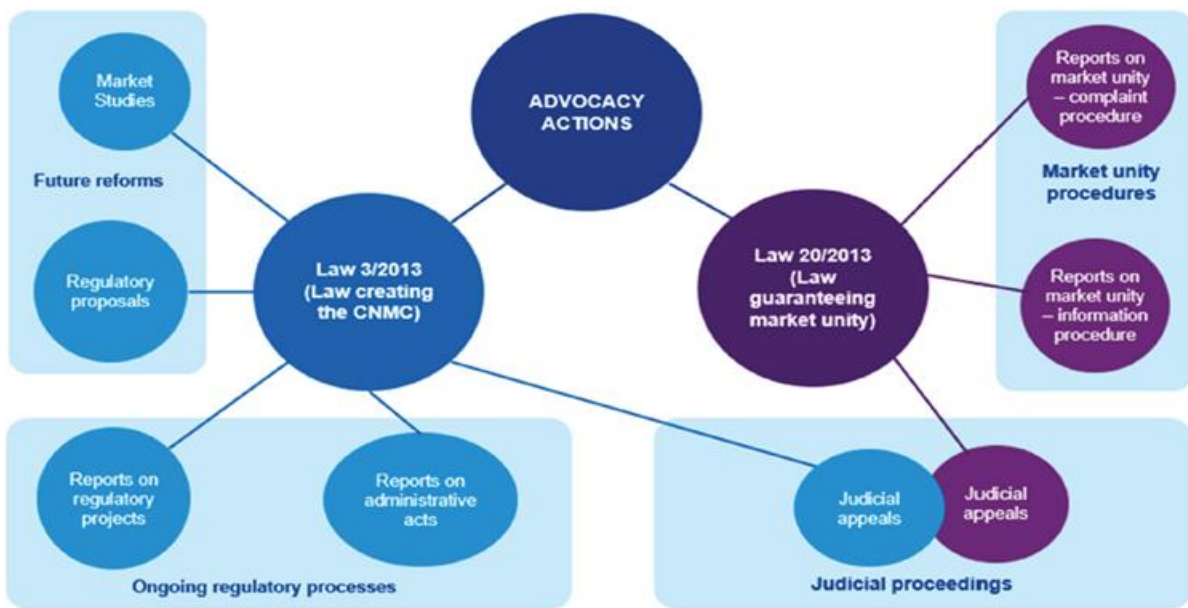 ADVOCACY
ACTIONS
Market
Studies
Future reforms
Regulatory
proposals
Law 3/2013
(Law creating
the CNMC)
Law 20/2013
(Law
guaranteeing
market unity)
Reports on
market unity
– complaint
procedure
Market unity
procedures
Reports on
market unity
– information
procedure
Reports on
regulatory
projects
Reports on
administrative
acts
Ongoing regulatory processes
Judicial
appeals
Judicial
appeals
Judicial proceedings